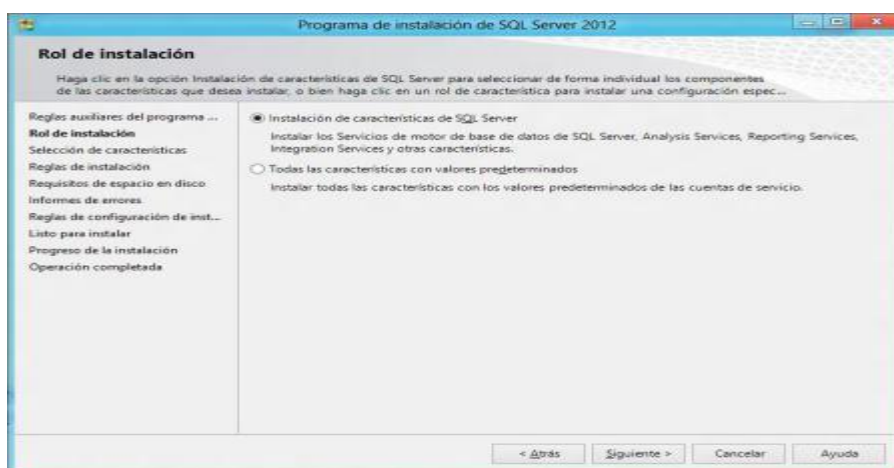 Programa de instalación de SQL Server 2012
Rol de instalación
Haga clic en la opción Instalación de características de SQL Server para seleccionar de forma individual los componentes
de las características que desea instalar, o bien haga clic en un rol de característica para instalar una configuración espec...
Reglas auxiliares del programa ...
Rol de instalación
Selección de características
Reglas de instalación
Requisitos de espacio en disco
Informes de errores
Reglas de configuración de inst...
Listo para instalar
Progreso de la instalación
Operación completada
Instalación de características de SQL Server
Instalar los Servicios de motor de base de datos de SQL Server, Analysis Services, Reporting Services,
Integration Services y otras características.
Todas las características con valores predeterminados
Instalar todas las características con los valores predeterminados de las cuentas de servicio.
< Atrás
Siguiente >
Cancelar
Ayuda